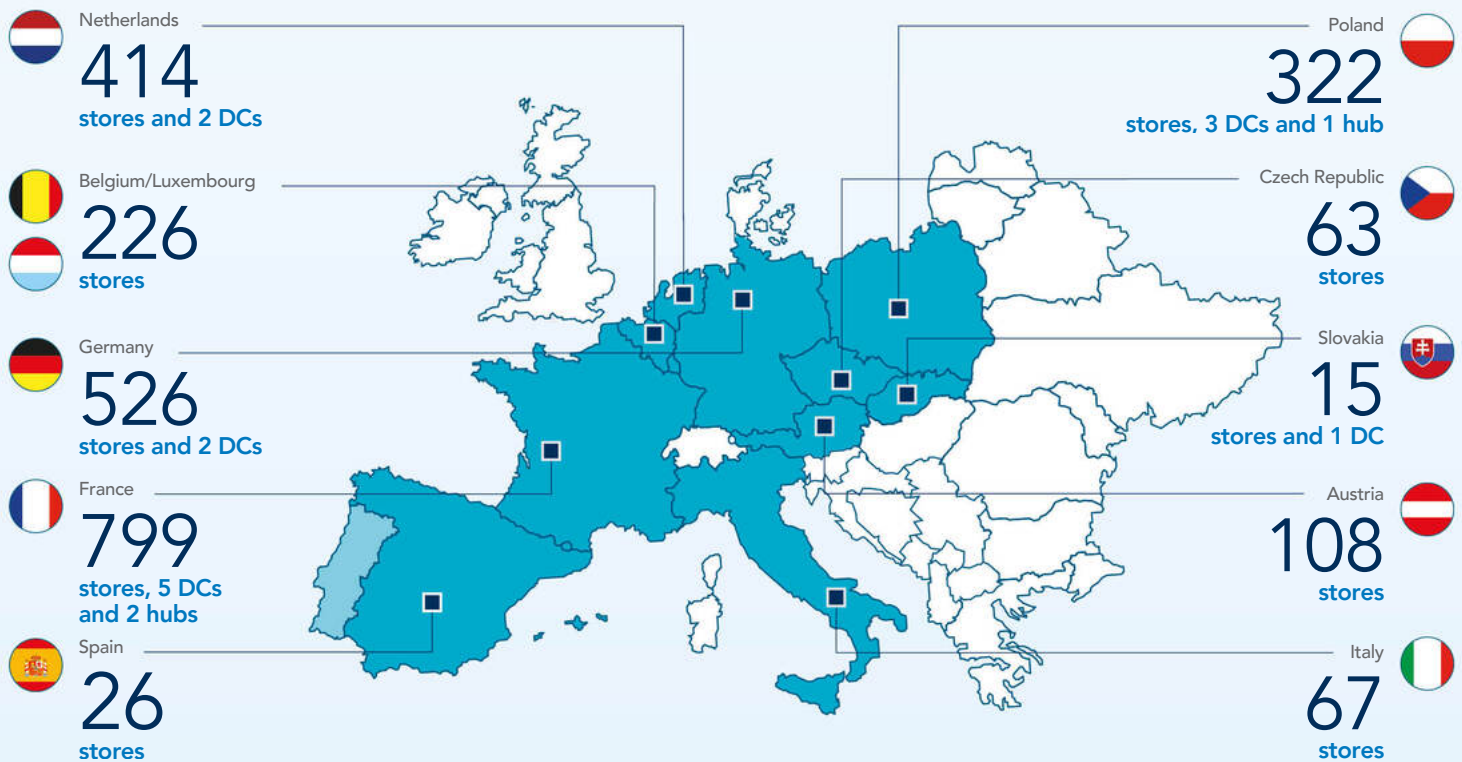 Netherlands
414
stores and 2 DCs
Belgium/Luxembourg
226
stores
Germany
526
stores and 2 DCs
France
799
stores, 5 DCs
and 2 hubs
Spain
26
stores
Poland
322
stores, 3 DCs and 1 hub
Czech Republic
63
stores
Slovakia
15
stores and 1 DC
Austria
108
stores
Italy
67
stores